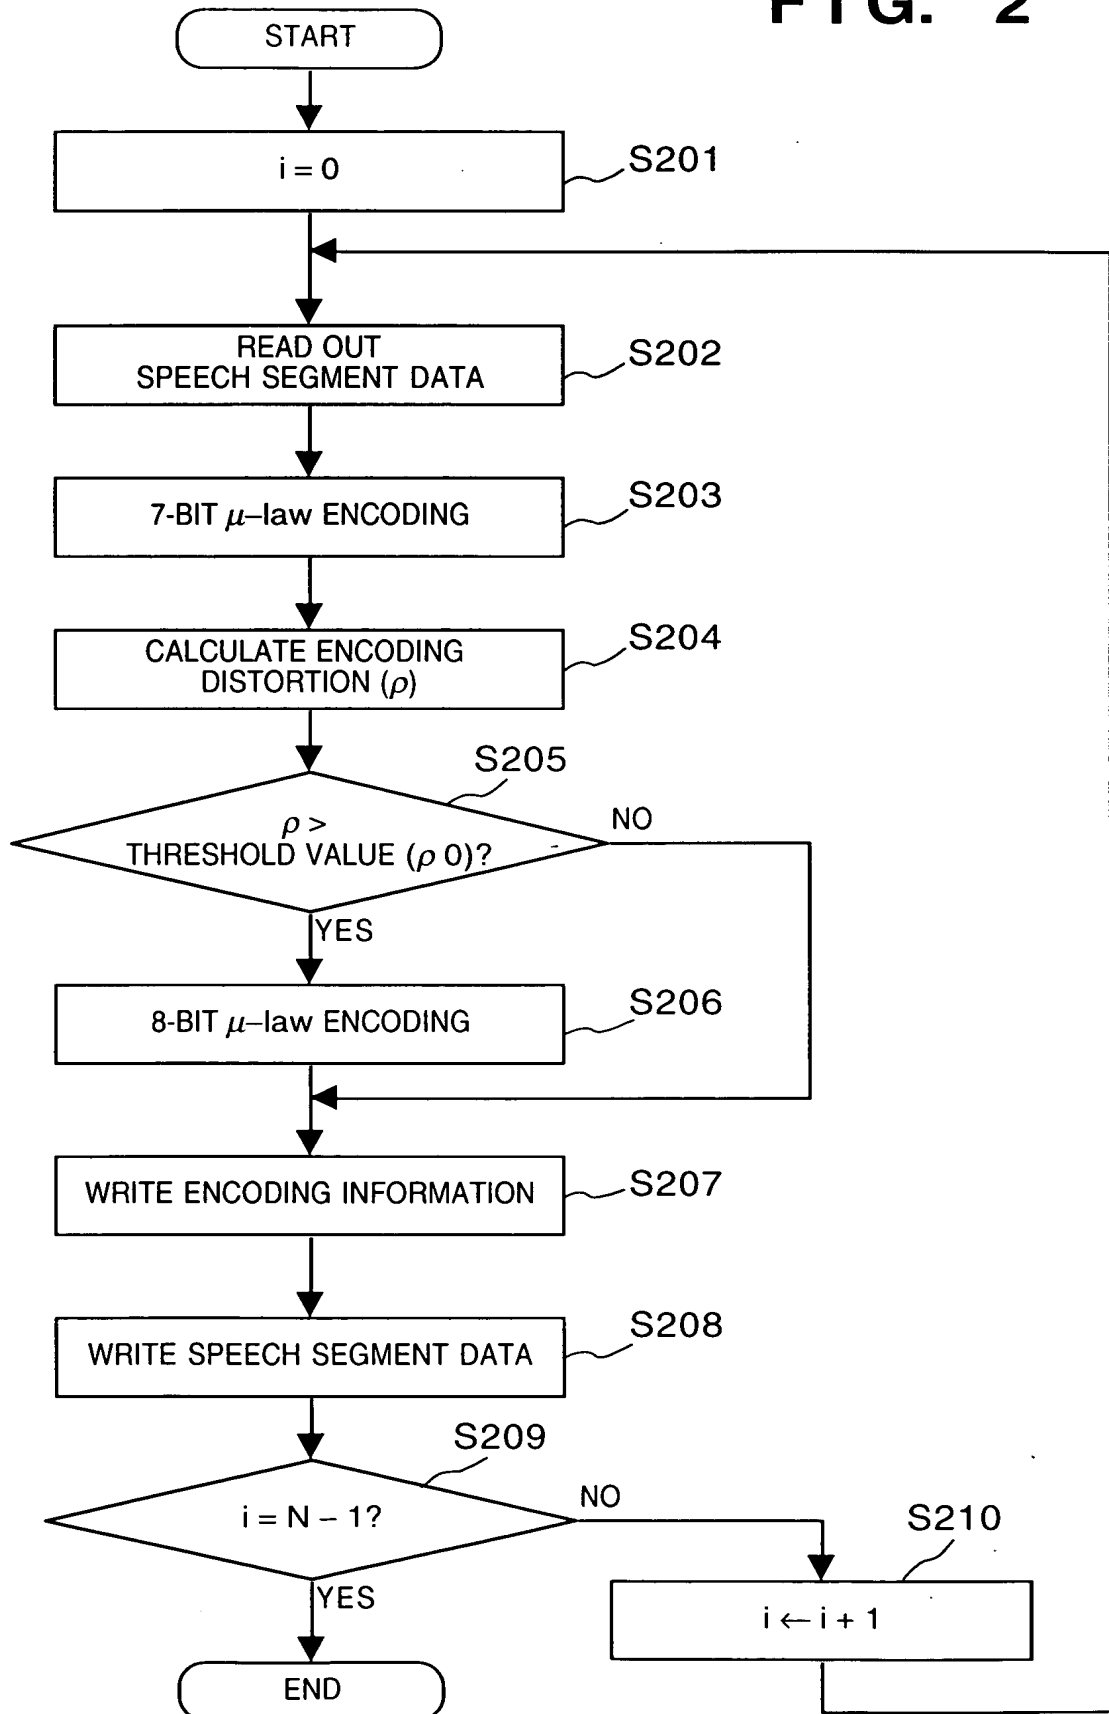 FIG. 2
START
i = 0
S201
READ OUT
SPEECH SEGMENT DATA
S202
7-BIT μ–law ENCODING
S203
CALCULATE ENCODING
DISTORTION (ρ)
S204
S205
ρ >
THRESHOLD VALUE (ρ 0)?
NO
YES
8-BIT μ–law ENCODING
S206
WRITE ENCODING INFORMATION
S207
WRITE SPEECH SEGMENT DATA
S208
S209
i = N – 1?
NO
YES
S210
i ← i + 1
END